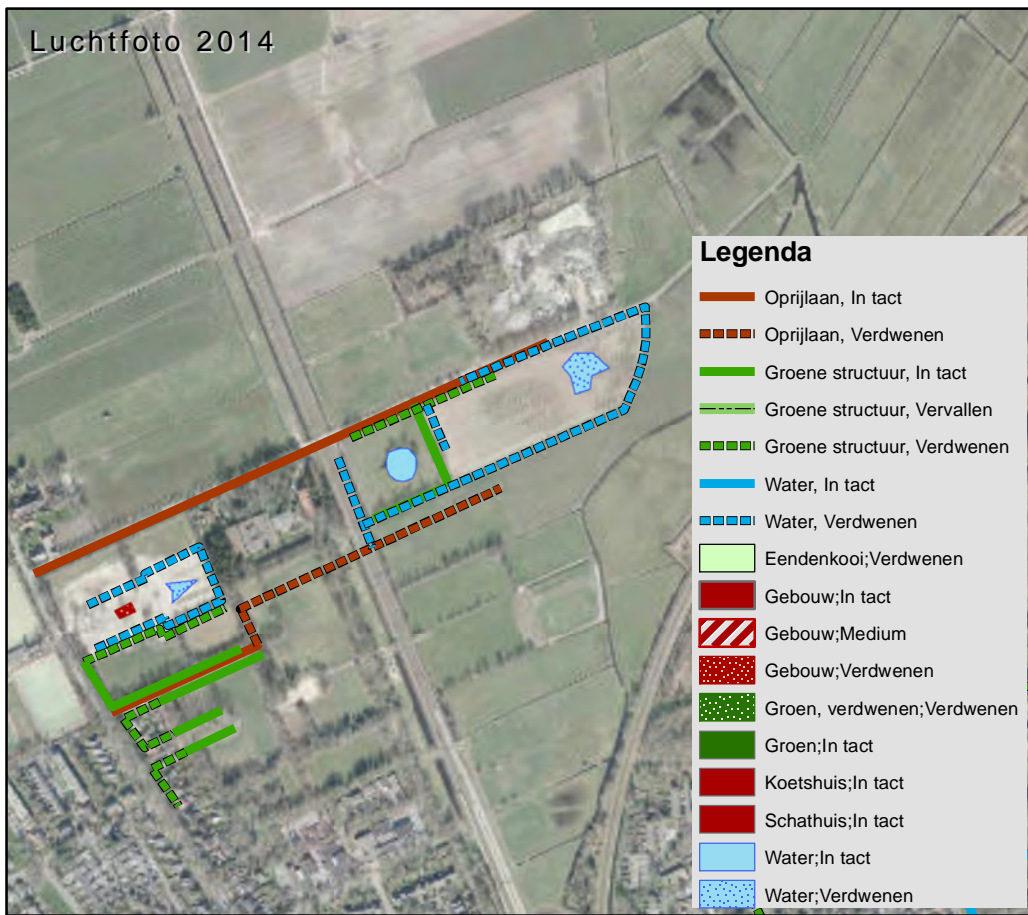 Luchtfoto 2014
Legenda
Oprijlaan, In tact
Oprijlaan, Verdwenen
Groene structuur, In tact
Groene structuur, Vervallen
Groene structuur, Verdwenen
Water, In tact
Water, Verdwenen
Eendenkooi;Verdwenen
Gebouw;In tact
Gebouw;Medium
Gebouw;Verdwenen
Groen, verdwenen;Verdwenen
Groen;In tact
Koetshuis;In tact
Schathuis;In tact
Water;In tact
Water;Verdwenen